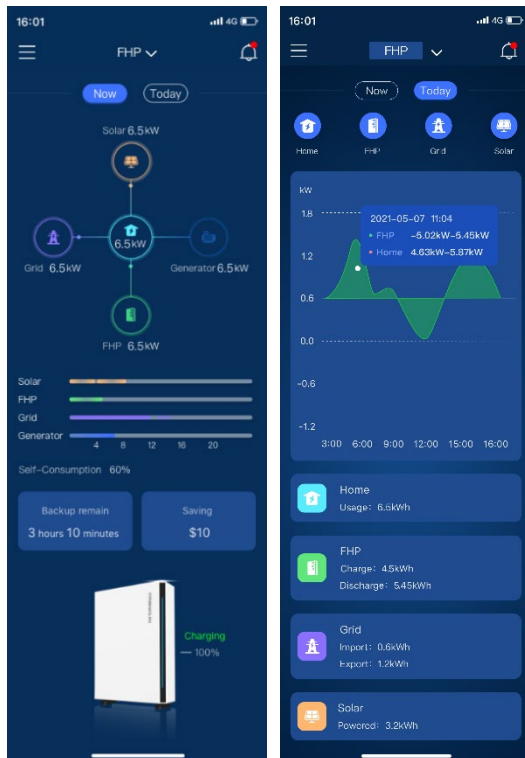 16:01
4G
FHP
Now
Today
Solar 6.5kW
6.5kW
Grid 6.5kW
Generator 6.5kW
FHP 6.5kW
Solar
FHP
Grid
Generator
4 8 12 16 20
Self-Consumption 60%
Backup remain
3 hours 10 minutes
Saving
$10
Charging
100%
16:01
4G
FHP
Now
Today
Home
FHP
Grid
Solar
kW
1.8
2021-05-07 11:04
FHP -5.02kW-5.45kW
Home 4.63kW-5.87kW
1.2
0.6
0.0
-0.6
-1.2
3:00 6:00 9:00 12:00 15:00 16:00
Home
Usage: 6.5kWh
FHP
Charge: 45kWh
Discharge: 5.45kWh
Grid
Import: 0.6kWh
Export: 1.2kWh
Solar
Powered: 3.2kWh